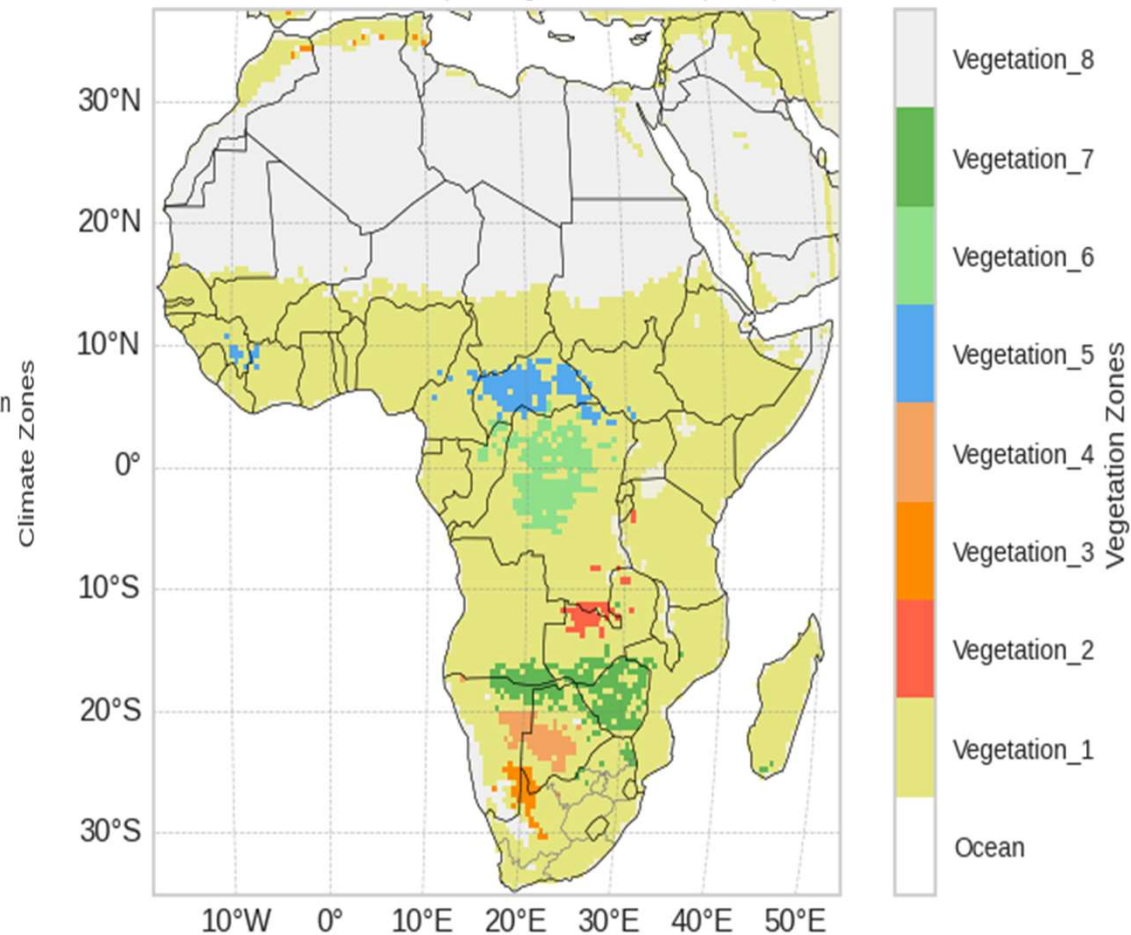 30°N
20°N
10°N
0°
10°S
20°S
30°S
10°W
0°
10°E
20°E
30°E
40°E
50°E
n
Climate Zones
Vegetation_8
Vegetation_7
Vegetation_6
Vegetation_5
Vegetation_4
Vegetation_3
Vegetation_2
Vegetation_1
Ocean
Vegetation Zones